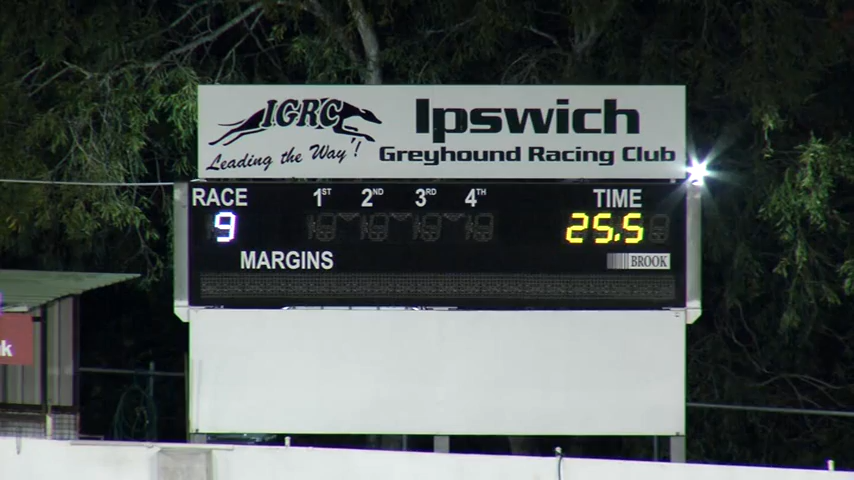 IGRC
Leading the Way!
Ipswich
Greyhound Racing Club
RACE 1ST 2ND 3RD 4TH TIME
9 25.5
MARGINS BROOK
k